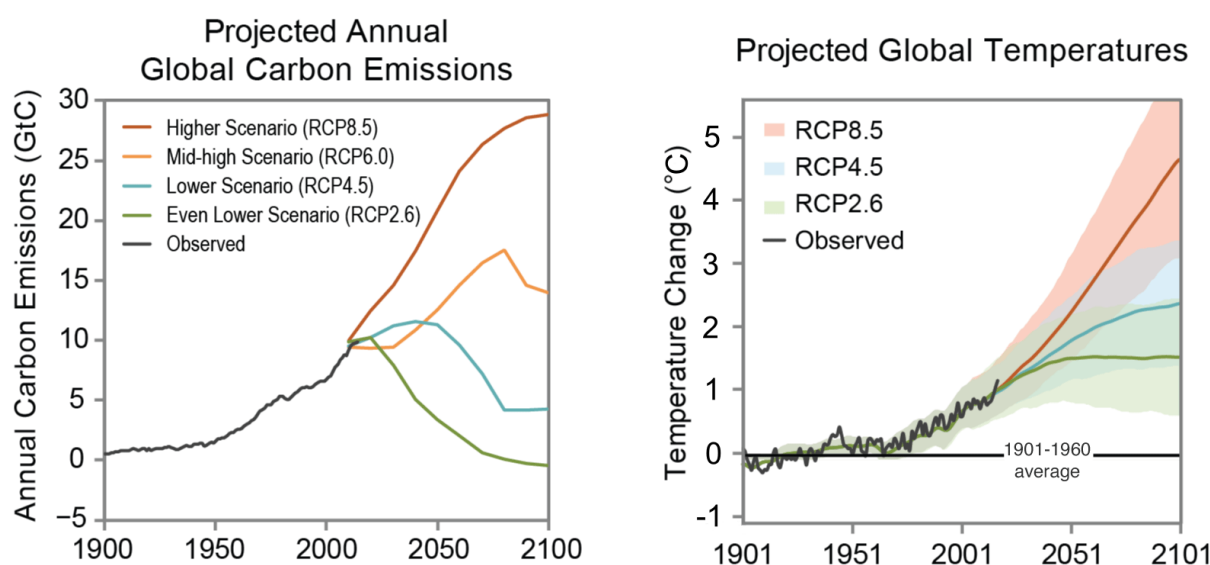 Projected Annual
Global Carbon Emissions
Annual Carbon Emissions (GtC)
30
25
20
15
10
5
0
−5
Higher Scenario (RCP8.5)
Mid-high Scenario (RCP6.0)
Lower Scenario (RCP4.5)
Even Lower Scenario (RCP2.6)
Observed
1900 1950 2000 2050 2100
Projected Global Temperatures
Temperature Change (°C)
5
4
3
2
1
0
-1
RCP8.5
RCP4.5
RCP2.6
Observed
1901-1960
average
1901 1951 2001 2051 2101